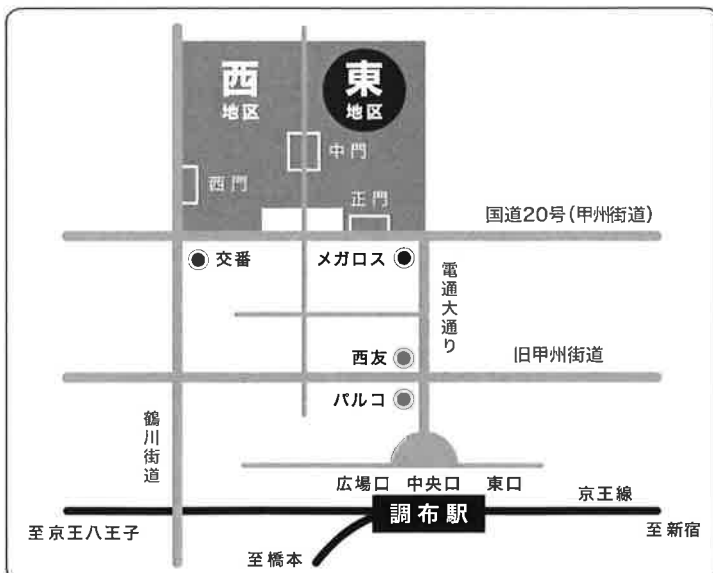 西
地区
東
地区
中門
西門
正門
国道20号(甲州街道)
交番
メガロス
電通大通り
西友
旧甲州街道
パルコ
鶴川街道
広場口 中央口 東口
京王線
調布駅
至京王八王子
至新宿
至橋本